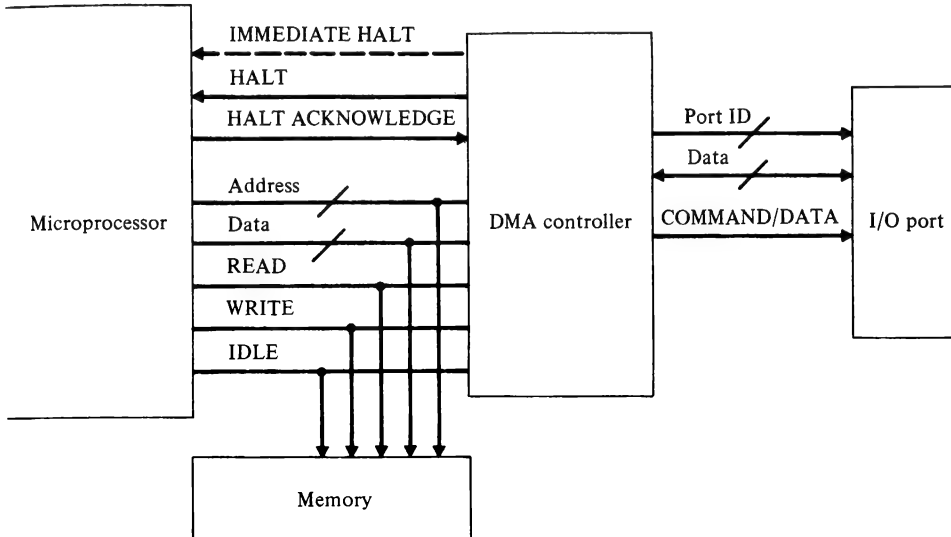 IMMEDIATE HALT
HALT
HALT ACKNOWLEDGE
Address
Data
READ
WRITE
IDLE
Microprocessor
DMA controller
Port ID
Data
COMMAND/DATA
I/O port
Memory